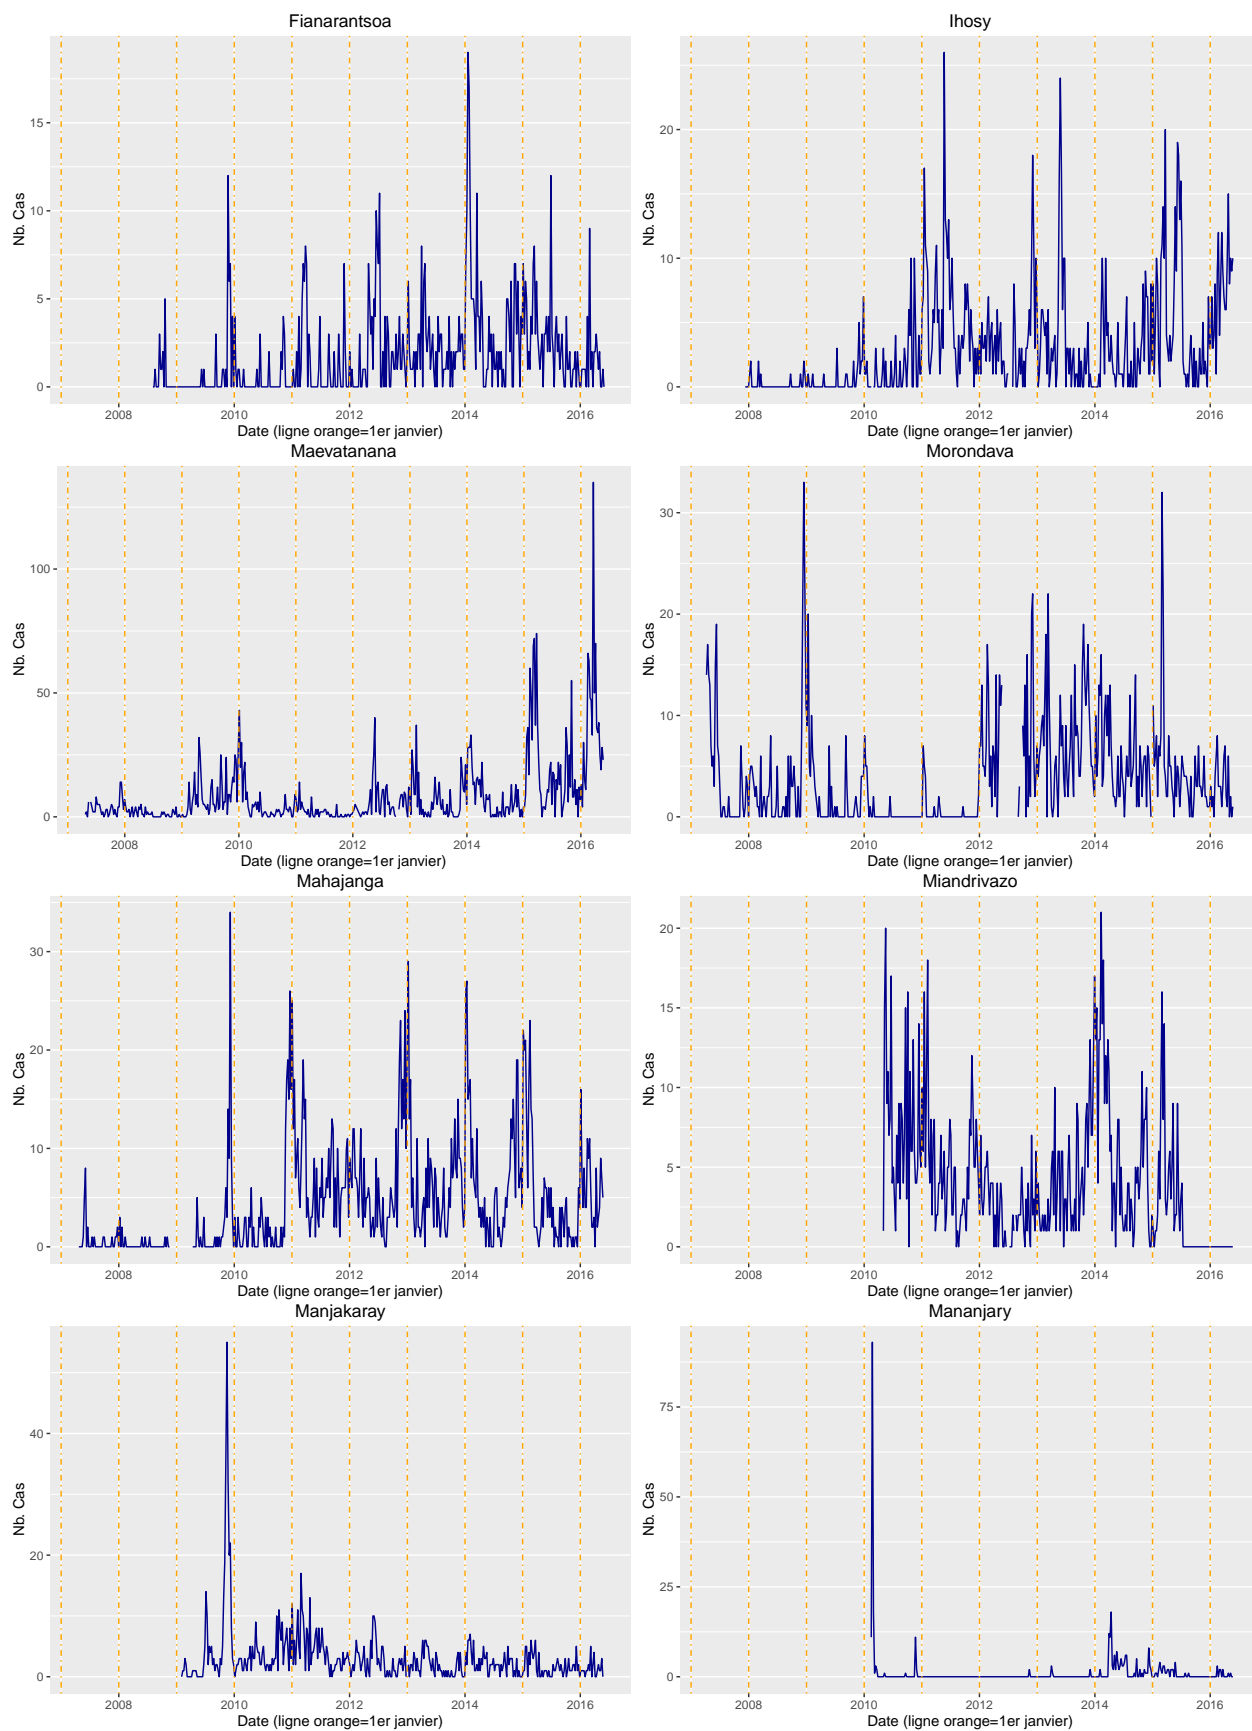 Fianarantsoa
Nb. Cas
15
10
5
0
2008 2010 2012 2014 2016
Date (ligne orange=1er janvier)
Ihosy
Nb. Cas
20
10
0
2008 2010 2012 2014 2016
Date (ligne orange=1er janvier)
Maevatanana
Nb. Cas
100
50
0
2008 2010 2012 2014 2016
Date (ligne orange=1er janvier)
Morondava
Nb. Cas
30
20
10
0
2008 2010 2012 2014 2016
Date (ligne orange=1er janvier)
Mahajanga
Nb. Cas
30
20
10
0
2008 2010 2012 2014 2016
Date (ligne orange=1er janvier)
Miandrivazo
Nb. Cas
20
15
10
5
0
2008 2010 2012 2014 2016
Date (ligne orange=1er janvier)
Manjakaray
Nb. Cas
40
20
0
2008 2010 2012 2014 2016
Date (ligne orange=1er janvier)
Mananjary
Nb. Cas
75
50
25
0
2008 2010 2012 2014 2016
Date (ligne orange=1er janvier)